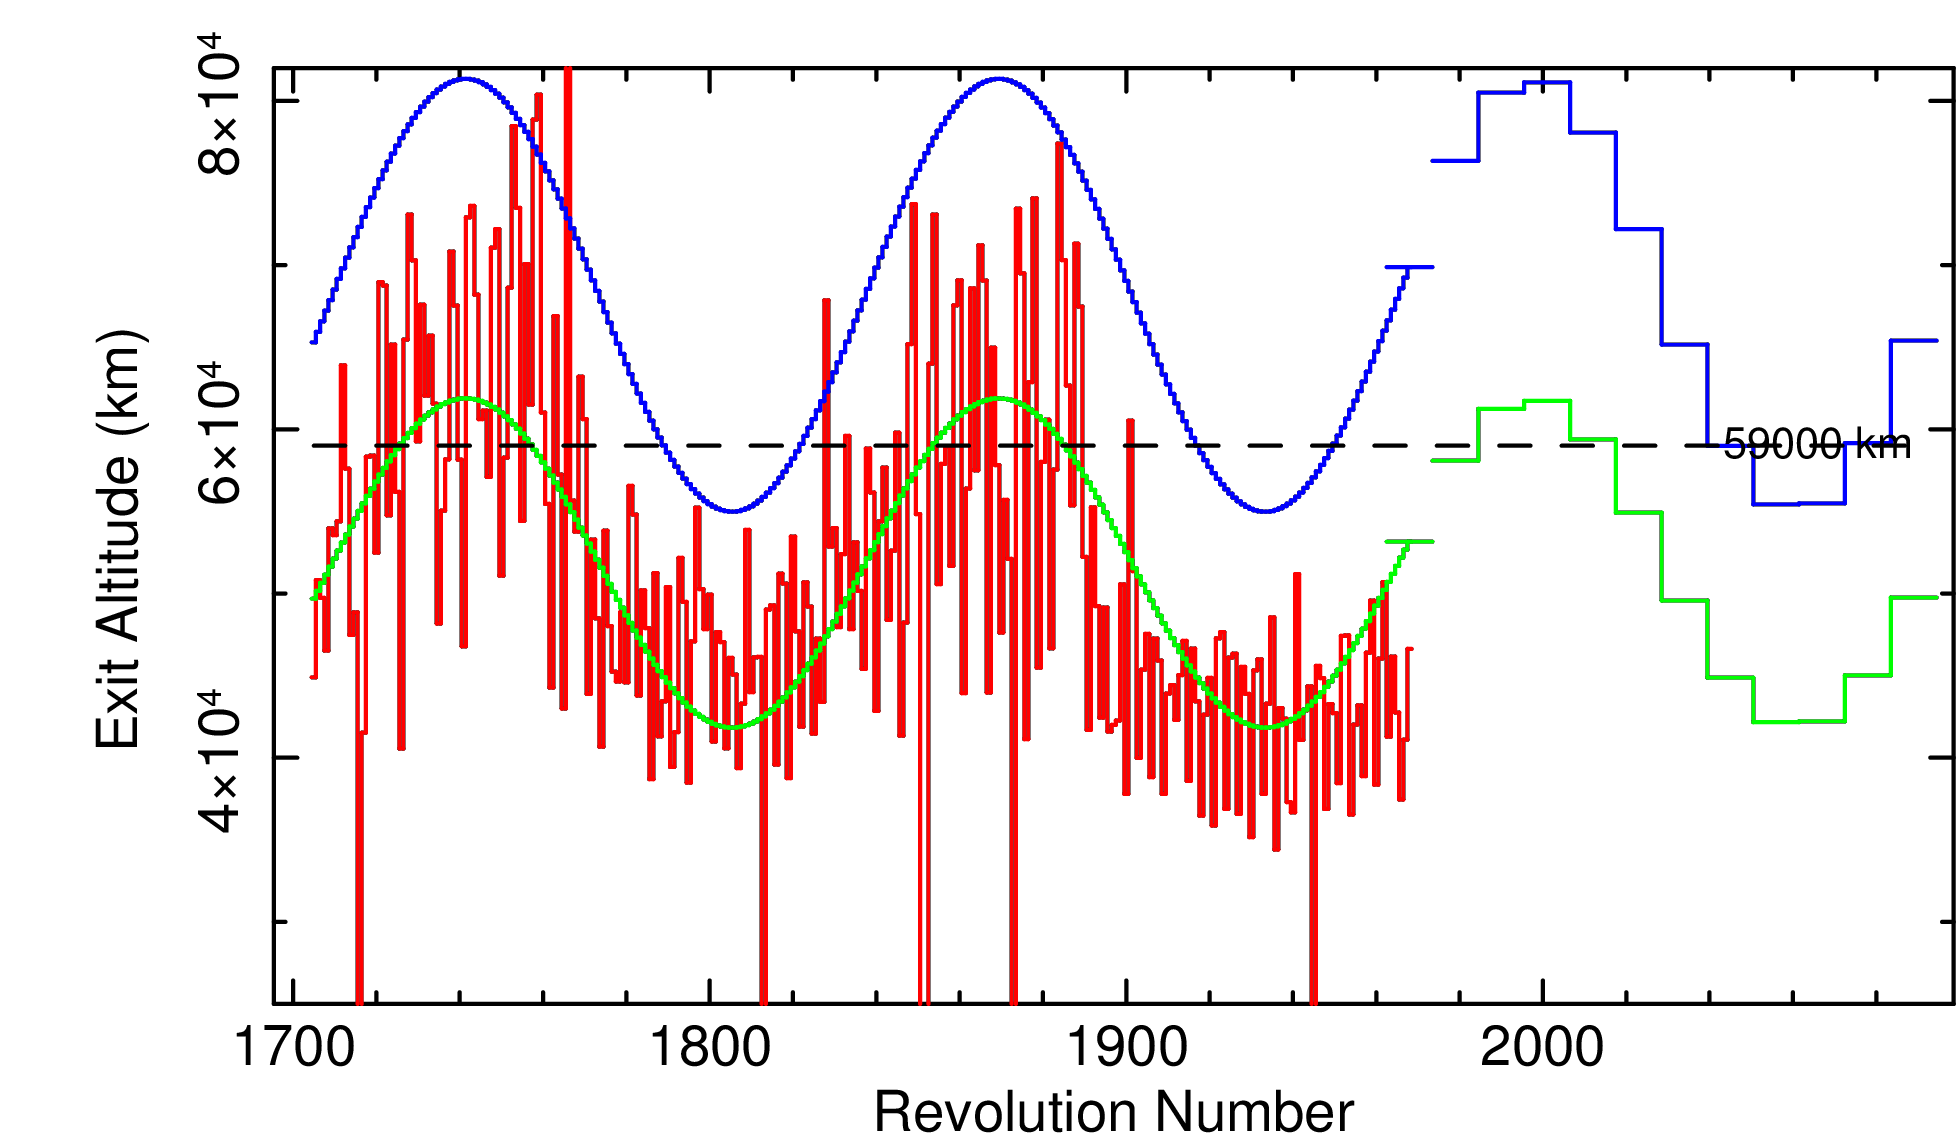 8×10⁴
6×10⁴
4×10⁴
Exit Altitude (km)
59000 km
1700 1800 1900 2000
Revolution Number